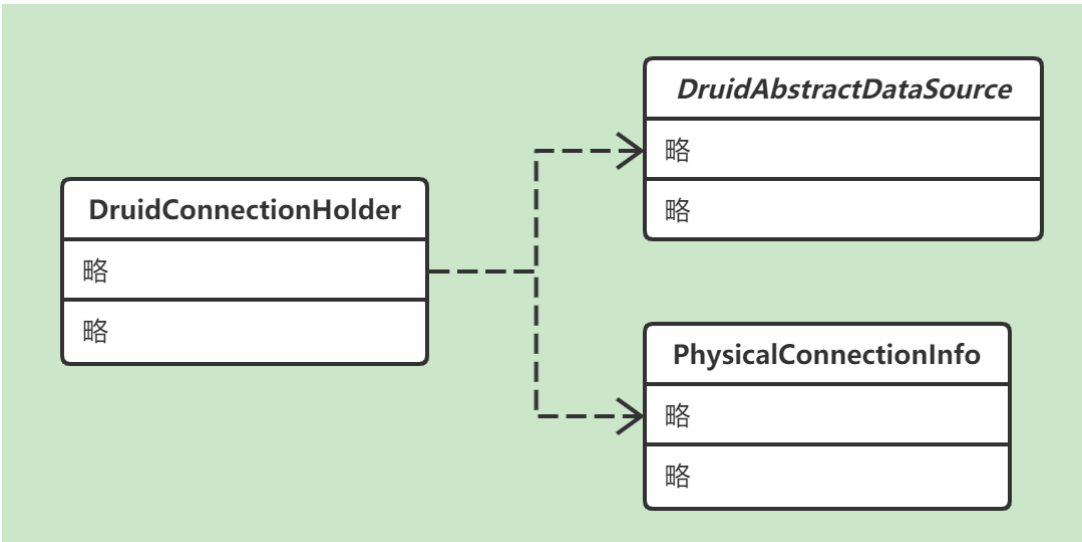 DruidConnectionHolder
略
略
DruidAbstractDataSource
略
略
PhysicalConnectionInfo
略
略